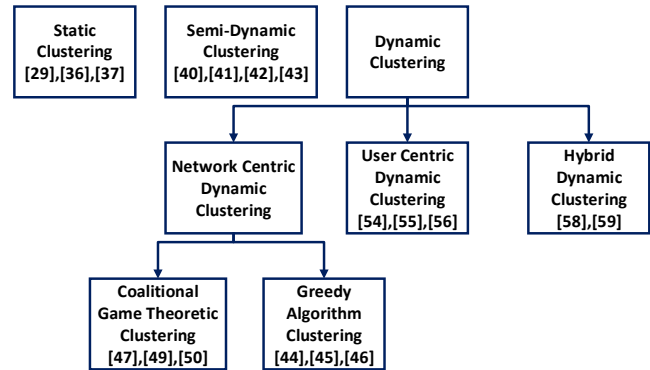 Static
Clustering
[29],[36],[37]
Semi-Dynamic
Clustering
[40],[41],[42],[43]
Dynamic
Clustering
Network Centric
Dynamic
Clustering
User Centric
Dynamic
Clustering
[54],[55],[56]
Hybrid
Dynamic
Clustering
[58],[59]
Coalitional
Game Theoretic
Clustering
[47],[49],[50]
Greedy
Algorithm
Clustering
[44],[45],[46]